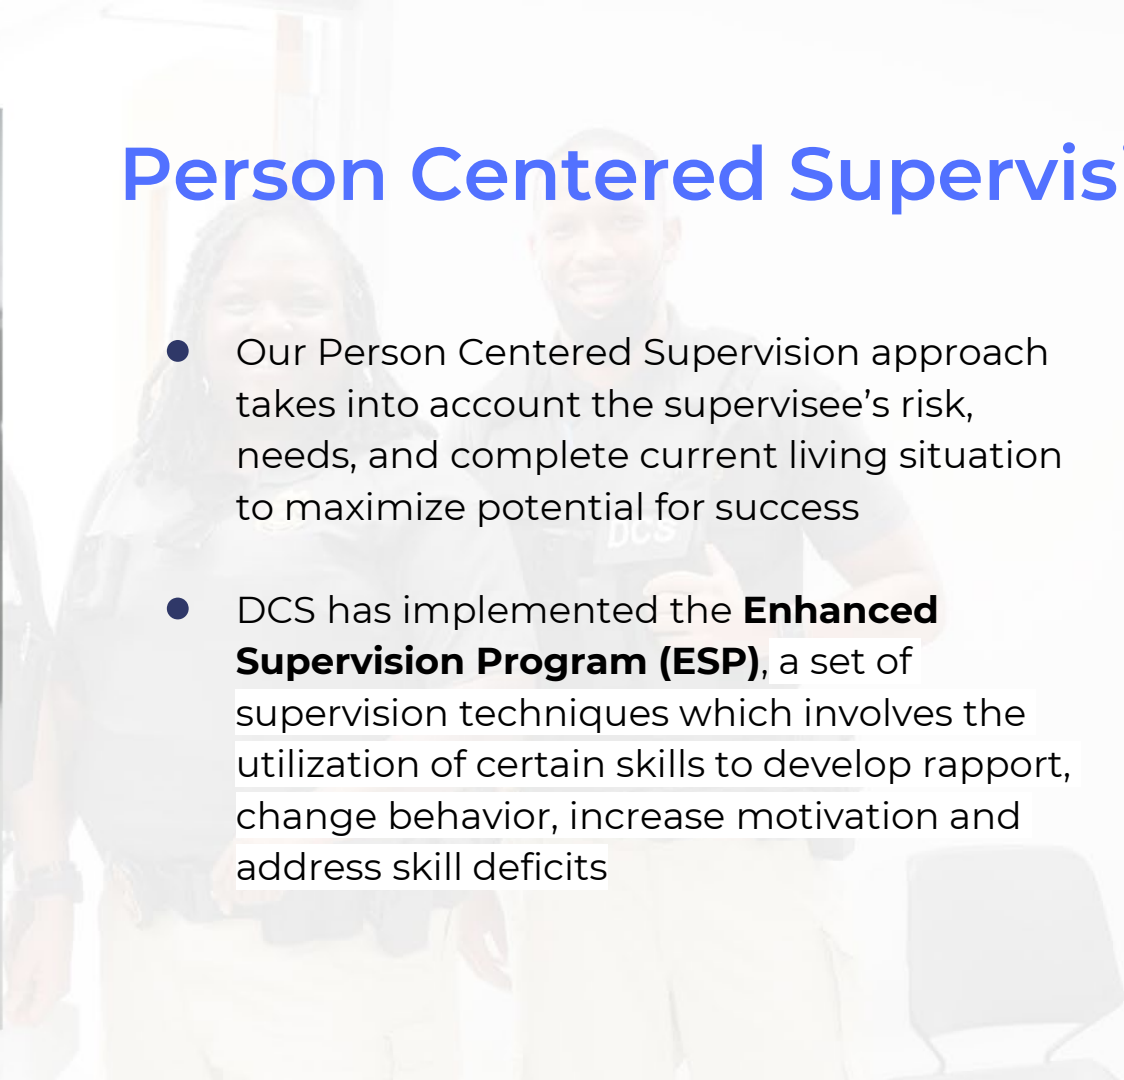 Person Centered Supervisi
Our Person Centered Supervision approach
takes into account the supervisee’s risk,
needs, and complete current living situation
to maximize potential for success
DCS
DCS has implemented the Enhanced
Supervision Program (ESP), a set of
supervision techniques which involves the
utilization of certain skills to develop rapport,
change behavior, increase motivation and
address skill deficits